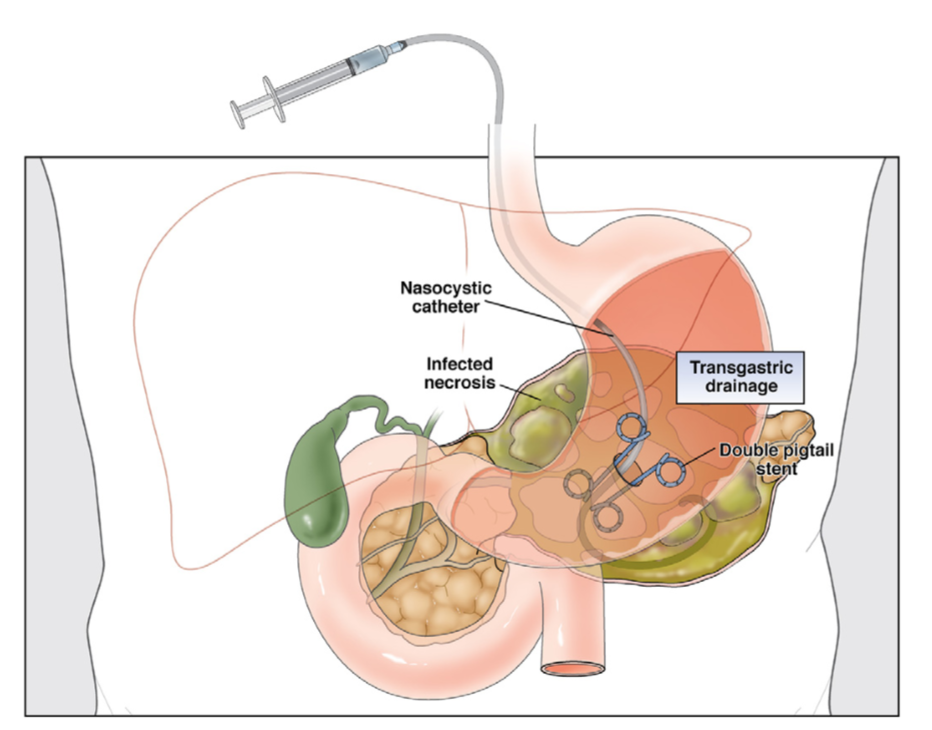 Nasocystic
catheter
Infected
necrosis
Transgastric
drainage
Double pigtail
stent